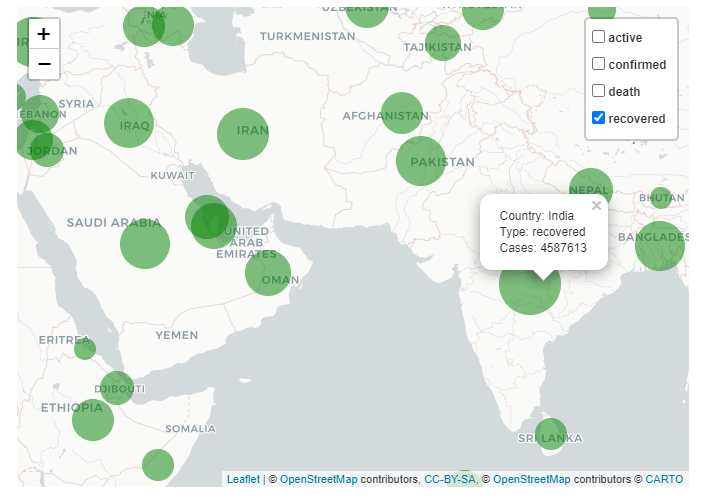 UZBEKISTAN
TURKMENISTAN
TAJIKISTAN
+
−
active
confirmed
death
recovered
SYRIA
LEBANON
IRAQ
IRAN
AFGHANISTAN
JORDAN
PAKISTAN
KUWAIT
NEPAL
BHUTAN
×
Country: India
Type: recovered
Cases: 4587613
SAUDI ARABIA
UNITED
ARAB
EMIRATES
BANGLADES
OMAN
YEMEN
ERITREA
DJIBOUTI
ETHIOPIA
SOMALIA
SRI LANKA
Leaflet | © OpenStreetMap contributors, CC-BY-SA, © OpenStreetMap contributors © CARTO